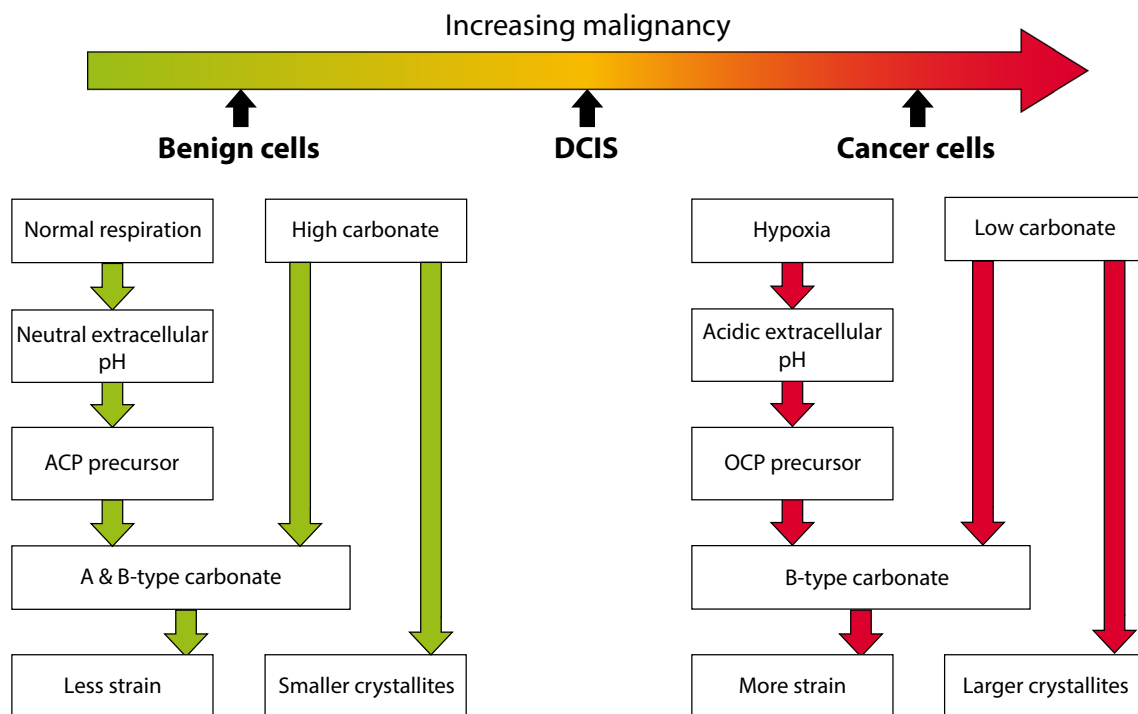 Increasing malignancy
Benign cells
DCIS
Cancer cells
Normal respiration
High carbonate
Neutral extracellular
pH
ACP precursor
A & B-type carbonate
Less strain
Smaller crystallites
Hypoxia
Low carbonate
Acidic extracellular
pH
OCP precursor
B-type carbonate
More strain
Larger crystallites